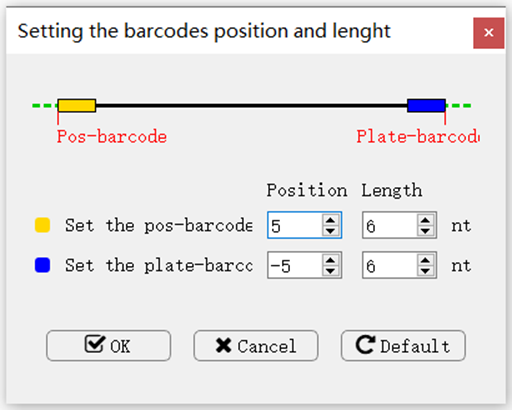 Setting the barcodes position and lenght
Pos-barcode Plate-barcod
Position Length
Set the pos-barcode 5 6 nt
Set the plate-barcc -5 6 nt
OK Cancel Default